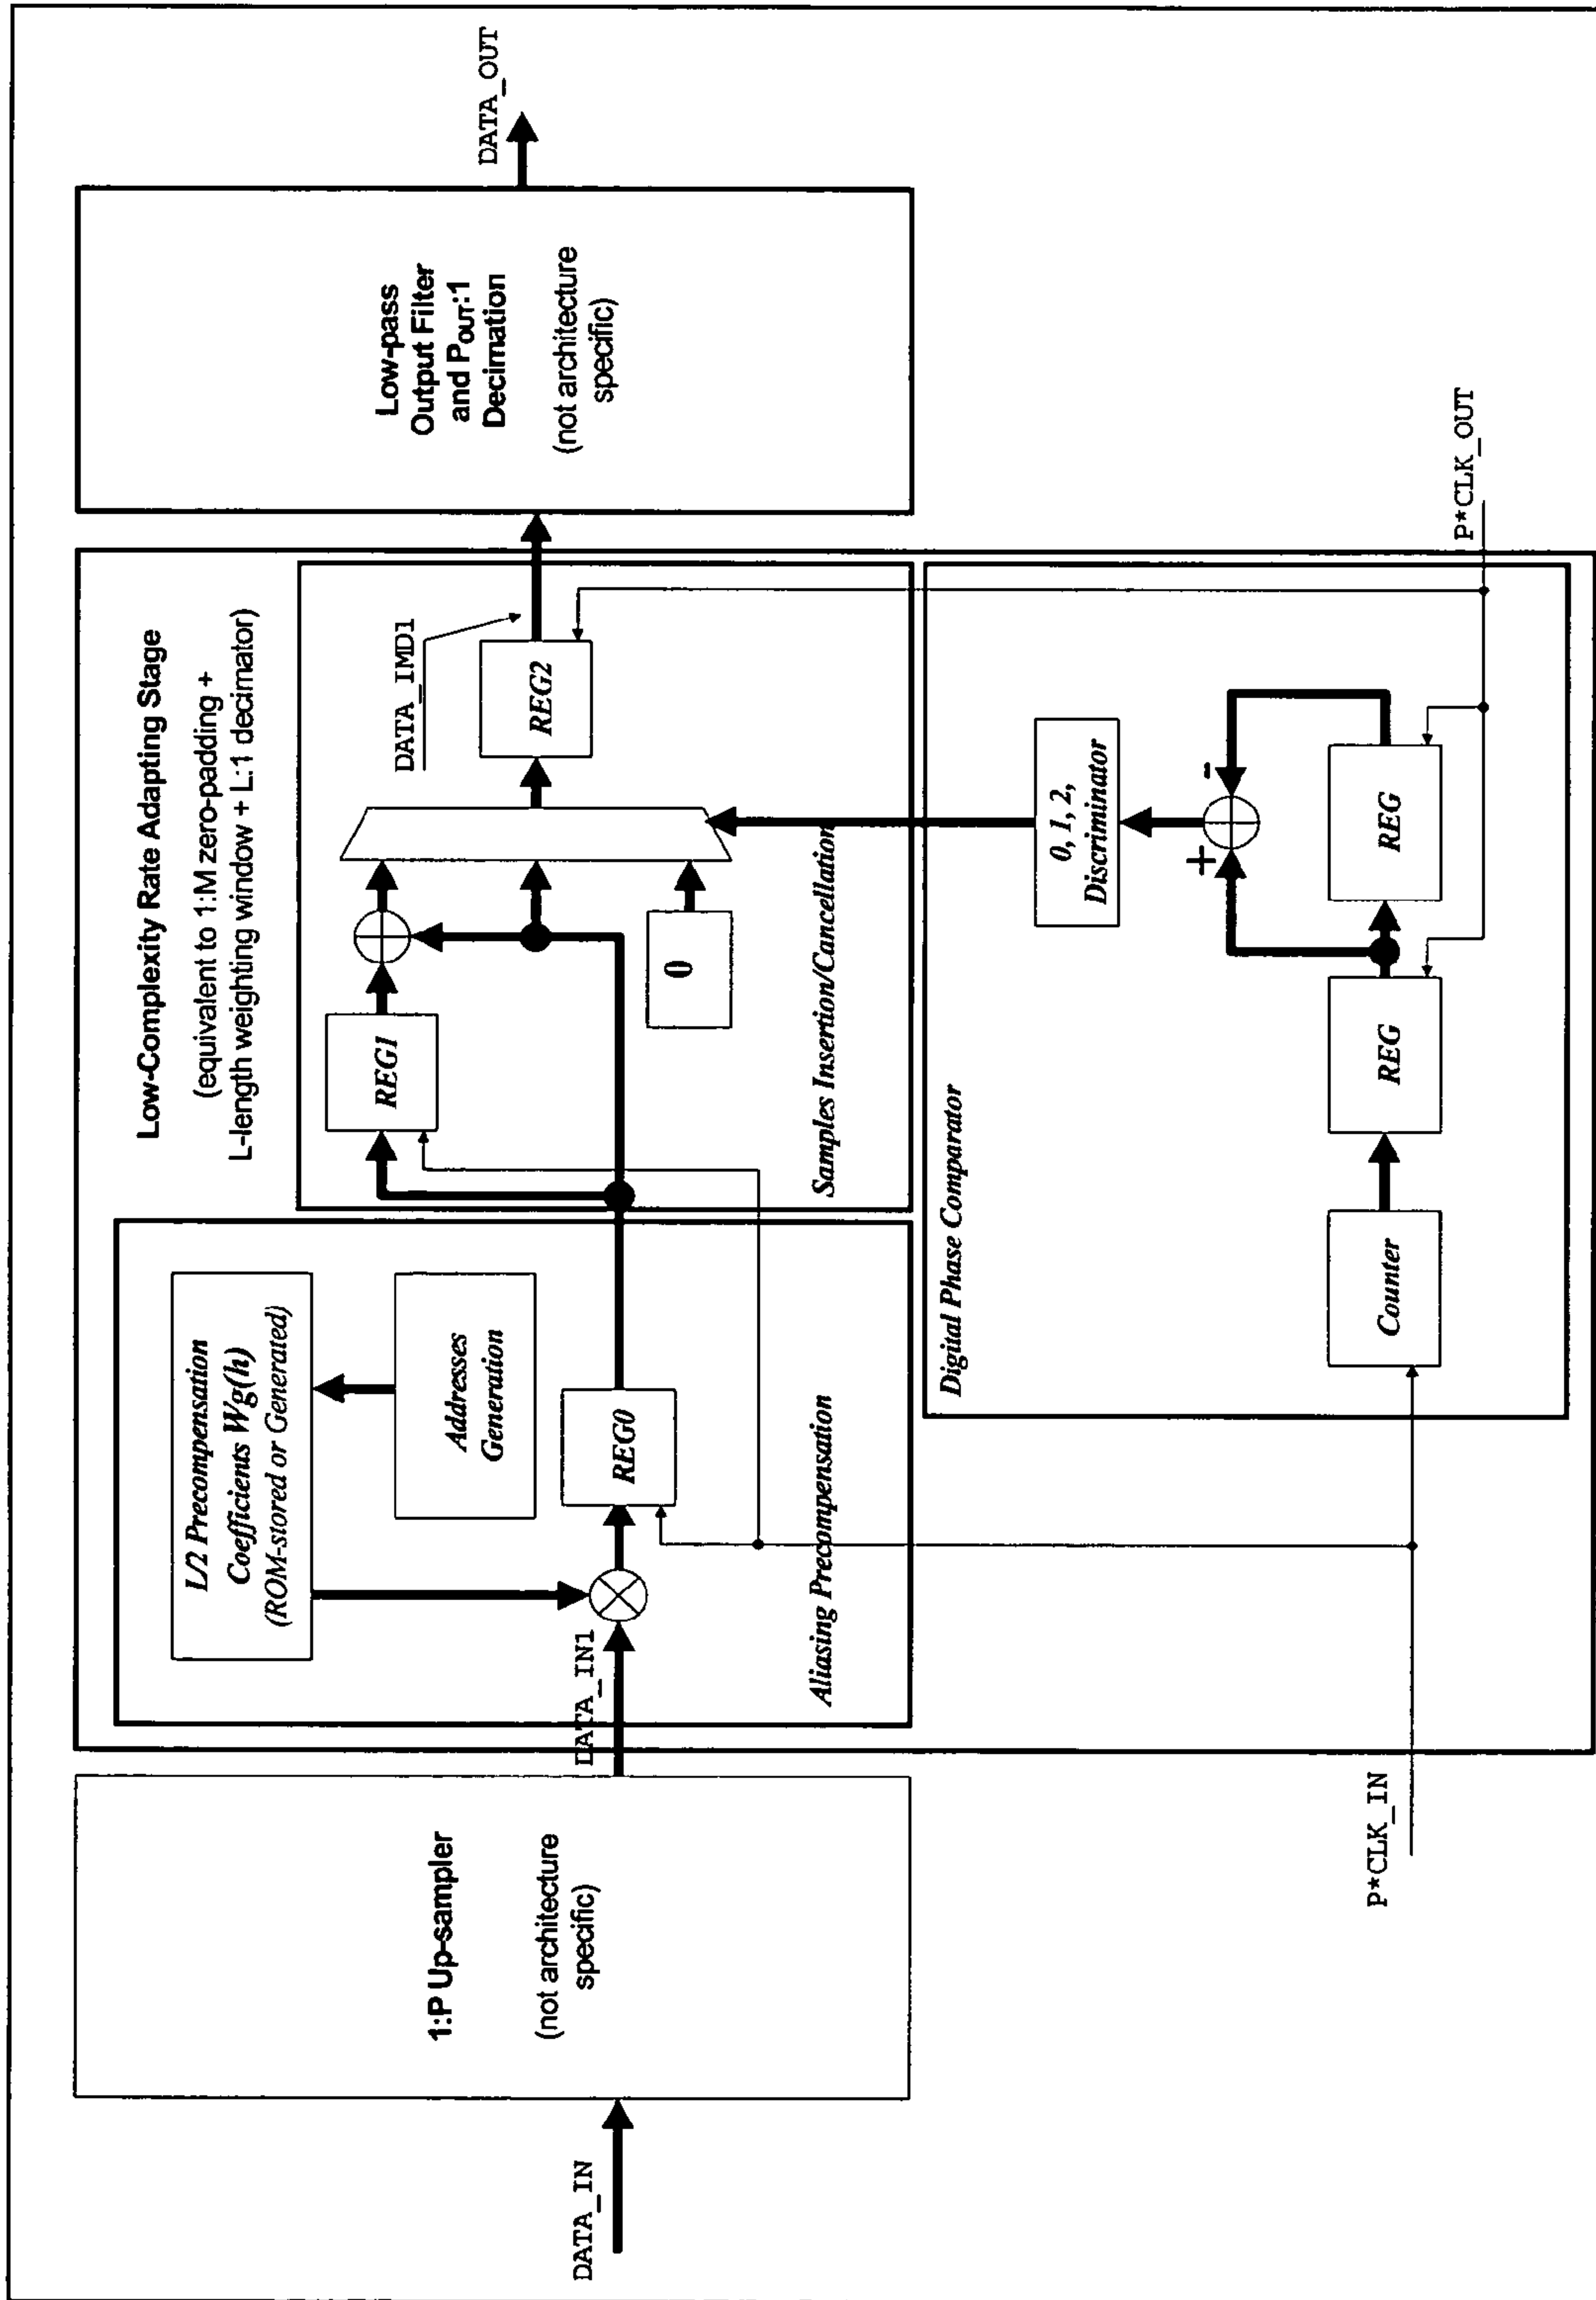 DATA_IN
1:P Up-sampler
(not architecture
specific)
Low-Complexity Rate Adapting Stage
(equivalent to 1:M zero-padding +
L-length weighting window + L:1 decimator)
L/2 Precompensation
Coefficients Wg(h)
(ROM-stored or Generated)
Addresses
Generation
DATA_IN1
REG0
Aliasing Precompensation
REG1
0
DATA_IMD1
REG2
Samples Insertion/Cancellation
Low-pass
Output Filter
and POUT:1
Decimation
(not architecture
specific)
DATA_OUT
Digital Phase Comparator
0, 1, 2,
Discriminator
+
-
Counter
REG
REG
P*CLK_IN
P*CLK_OUT